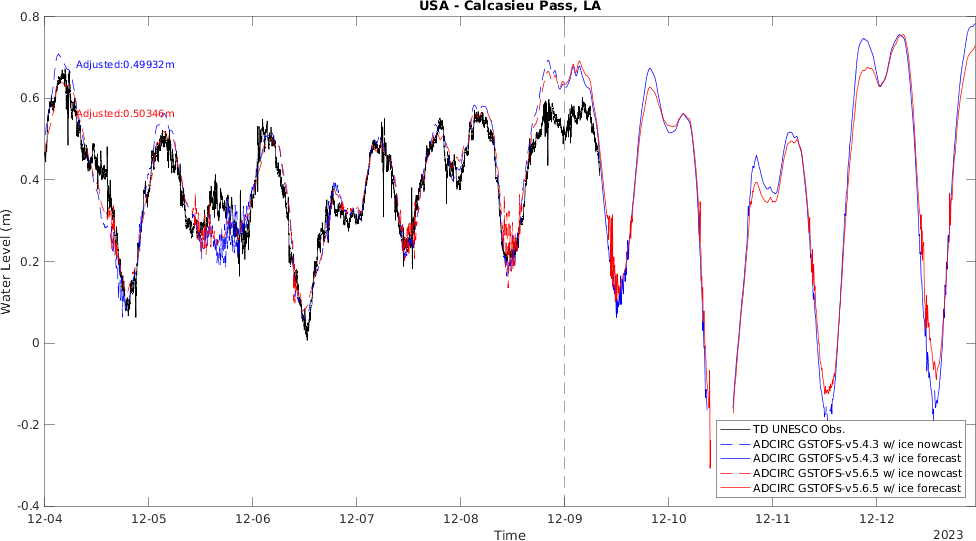 USA - Calcasieu Pass, LA
0.8
Adjusted:0.49932m
0.6
Adjusted:0.50346m
0.4
Water Level (m)
0.2
0
-0.2
TD UNESCO Obs.
ADCIRC GSTOFS-v5.4.3 w/ ice nowcast
ADCIRC GSTOFS-v5.4.3 w/ ice forecast
ADCIRC GSTOFS-v5.6.5 w/ ice nowcast
ADCIRC GSTOFS-v5.6.5 w/ ice forecast
-0.4
12-04 12-05 12-06 12-07 12-08 12-09 12-10 12-11 12-12
Time
2023